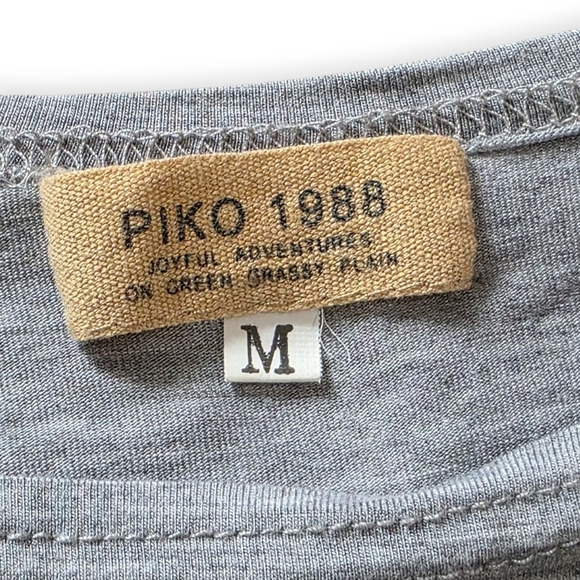 PIKO 1988
JOYFUL ADVENTURES
ON GREEN GRASSY PLAIN
M